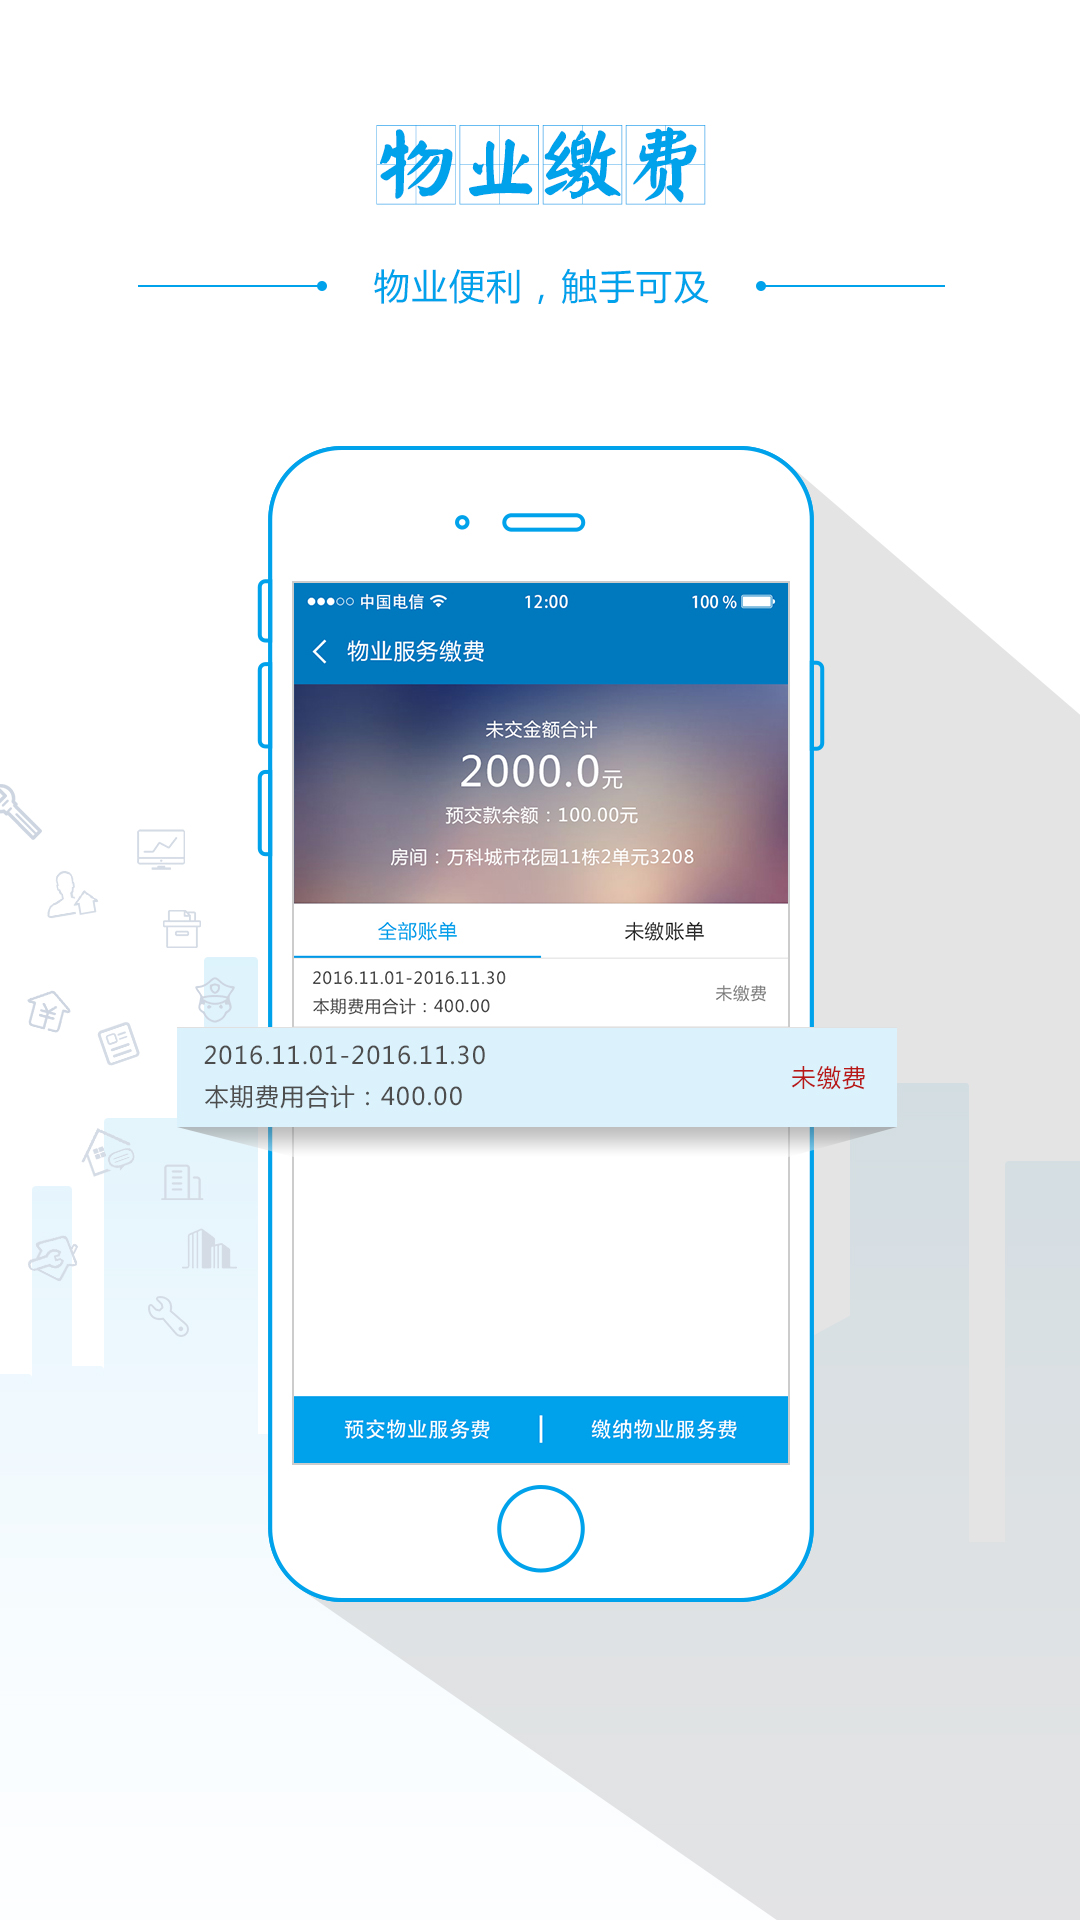 物业缴费
物业便利，触手可及
中国电信 12:00 100 %
物业服务缴费
未交金额合计
2000.0元
预交款余额：100.00元
房间：万科城市花园11栋2单元3208
全部账单 未缴账单
2016.11.01-2016.11.30
未缴费
本期费用合计：400.00
2016.11.01-2016.11.30
未缴费
本期费用合计：400.00
预交物业服务费 缴纳物业服务费